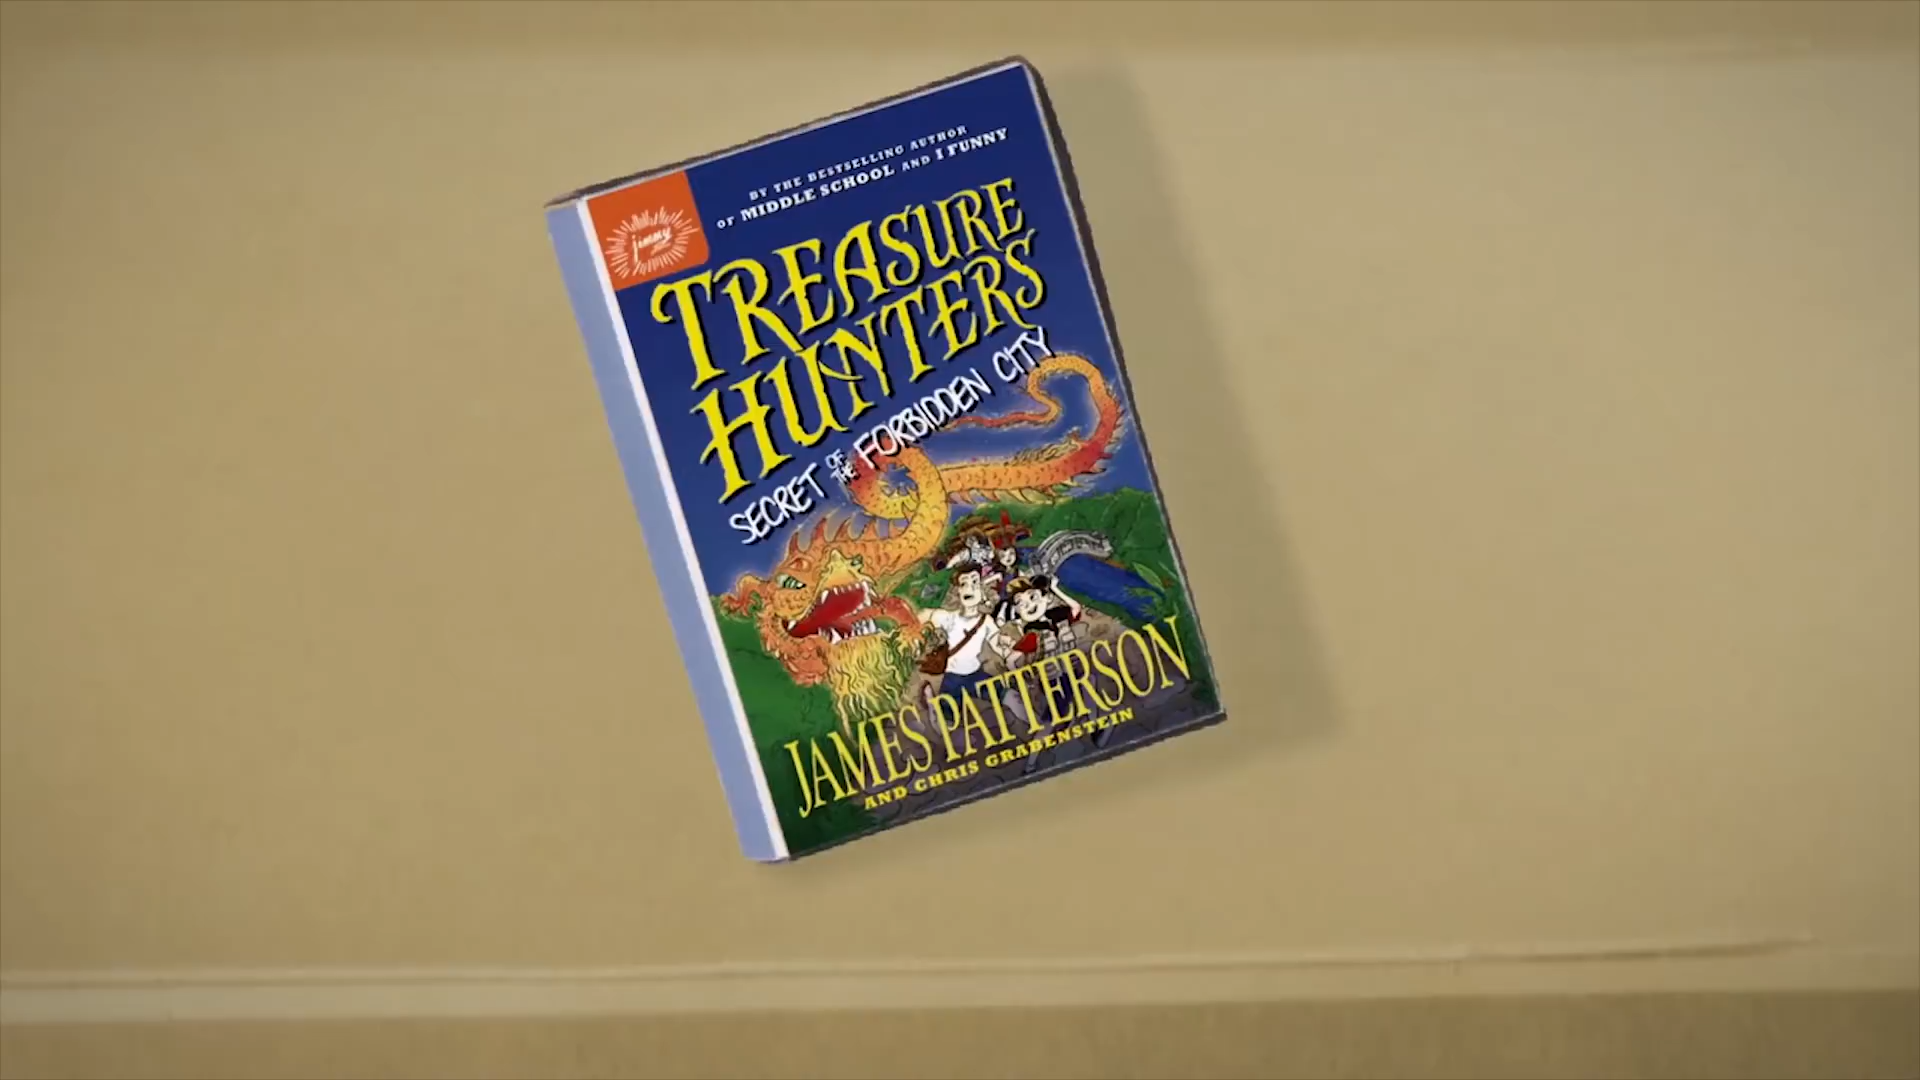 BY THE BESTSELLING AUTHOR
OF MIDDLE SCHOOL AND I FUNNY
jimmy
TREASURE
HUNTERS
SECRET OF THE FORBIDDEN CITY
JAMES PATTERSON
AND CHRIS GRABENSTEIN